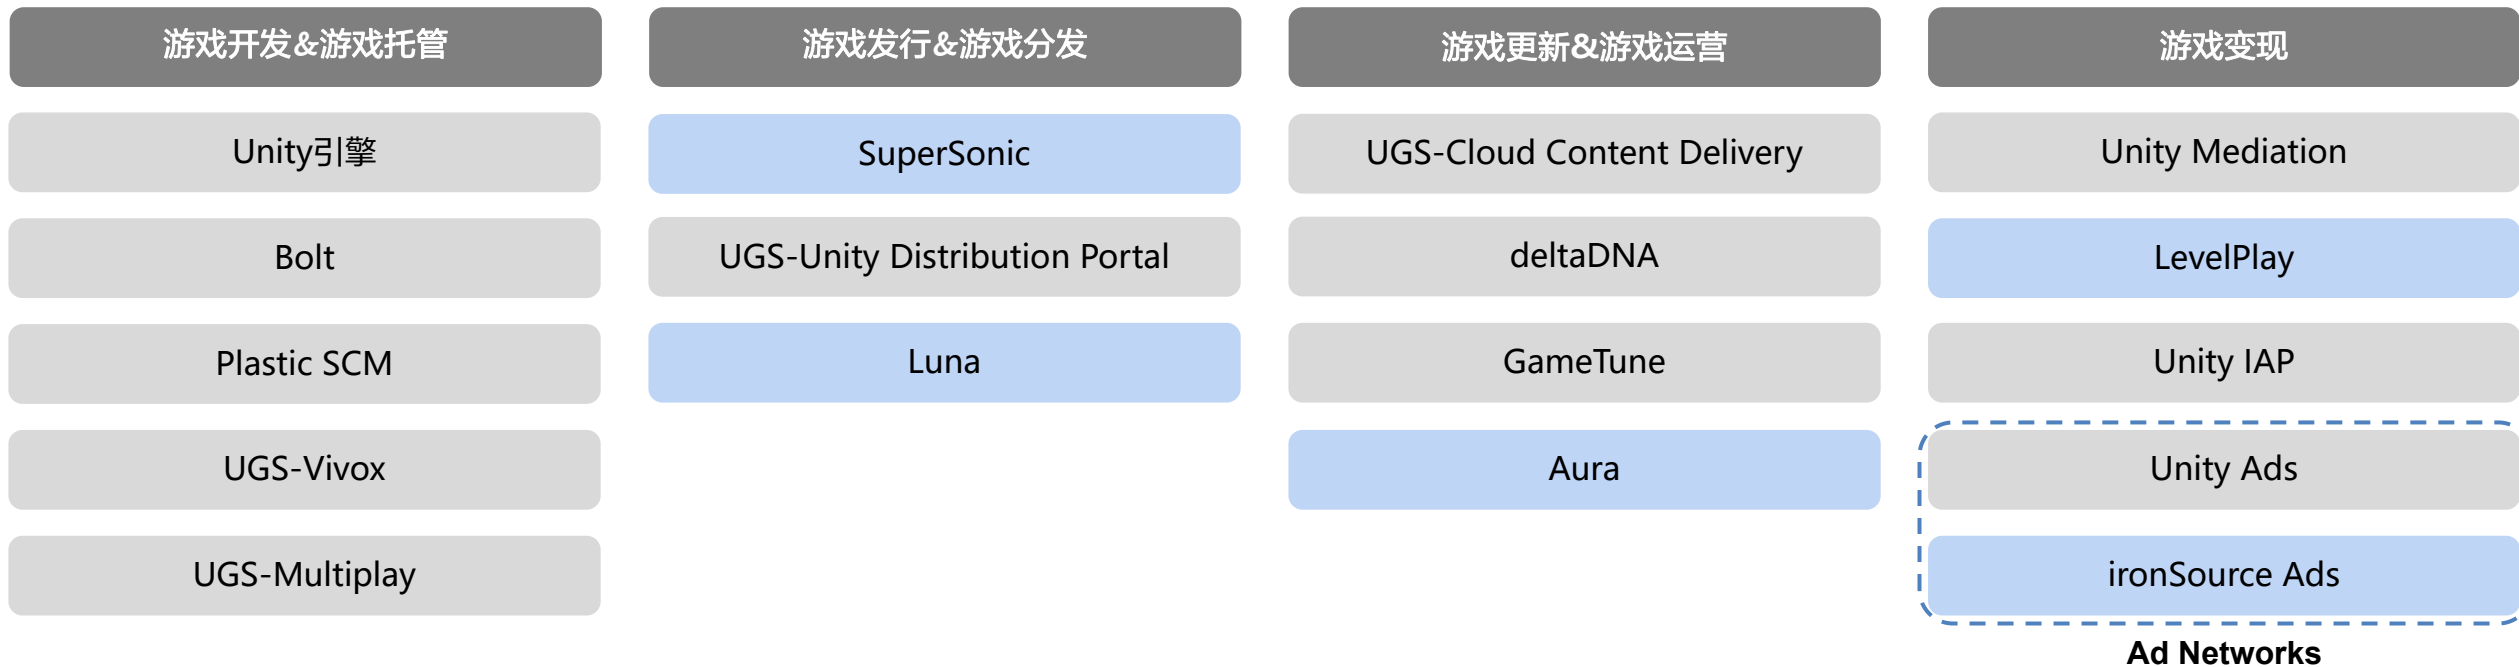 游戏开发&游戏托管
Unity引擎
Bolt
Plastic SCM
UGS-Vivox
UGS-Multiplay
游戏发行&游戏分发
SuperSonic
UGS-Unity Distribution Portal
Luna
游戏更新&游戏运营
UGS-Cloud Content Delivery
deltaDNA
GameTune
Aura
游戏变现
Unity Mediation
LevelPlay
Unity IAP
Unity Ads
ironSource Ads
Ad Networks